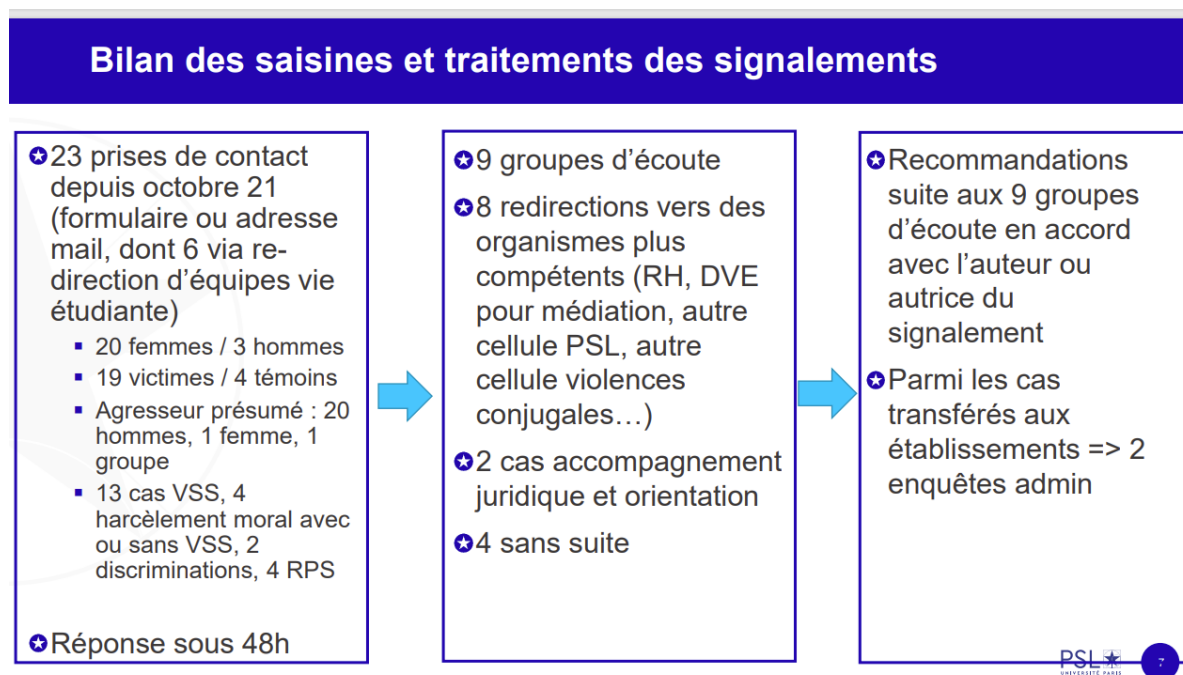 Bilan des saisines et traitements des signalements
23 prises de contact
depuis octobre 21
(formulaire ou adresse
mail, dont 6 via re-
direction d'équipes vie
étudiante)
20 femmes / 3 hommes
19 victimes / 4 témoins
Agresseur présumé : 20
hommes, 1 femme, 1
groupe
13 cas VSS, 4
harcèlement moral avec
ou sans VSS, 2
discriminations, 4 RPS
Réponse sous 48h
9 groupes d'écoute
8 redirections vers des
organismes plus
compétents (RH, DVE
pour médiation, autre
cellule PSL, autre
cellule violences
conjugales…)
2 cas accompagnement
juridique et orientation
4 sans suite
Recommandations
suite aux 9 groupes
d'écoute en accord
avec l'auteur ou
autrice du
signalement
Parmi les cas
transférés aux
établissements => 2
enquêtes admin
PSL
UNIVERSITÉ PARIS
7